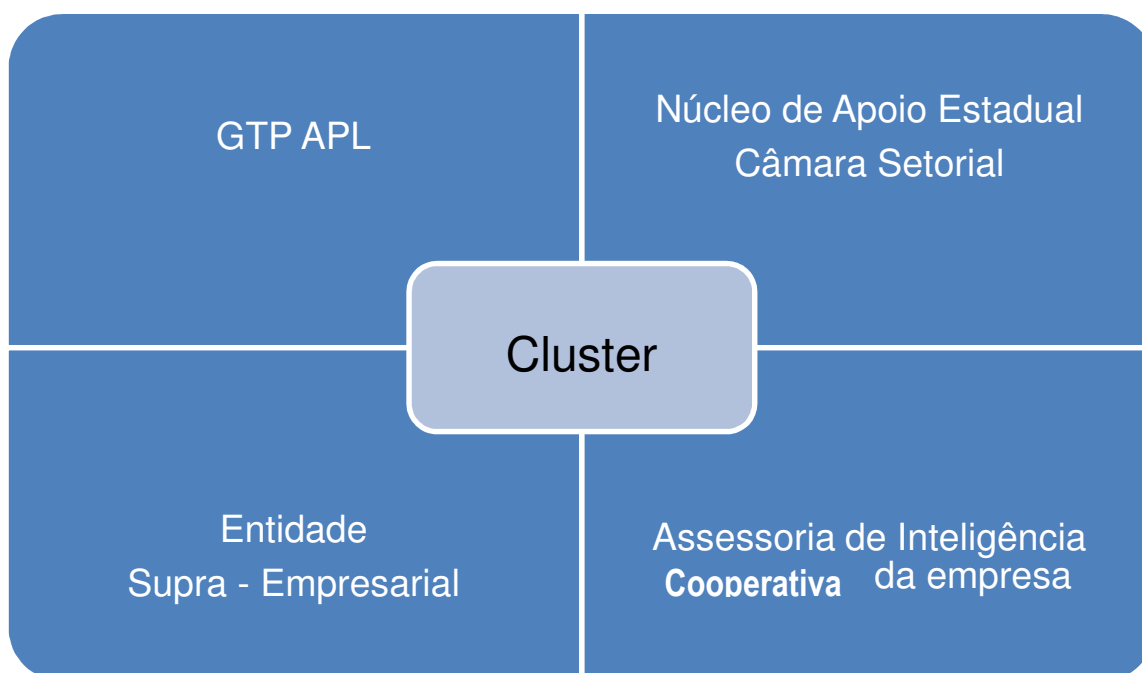 GTP APL
Núcleo de Apoio Estadual
Câmara Setorial
Cluster
Entidade
Supra - Empresarial
Assessoria de Inteligência
Cooperativa da empresa